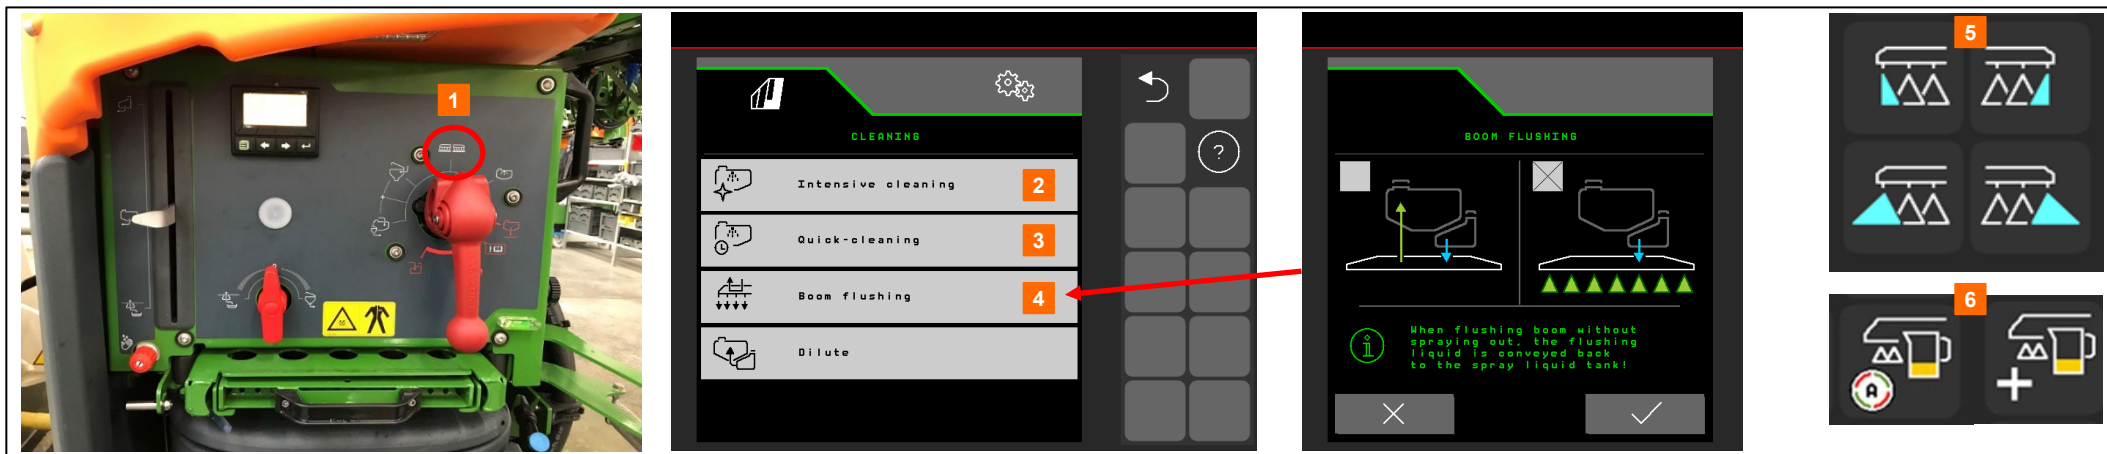 1
CLEANING
Intensive cleaning
2
Quick-cleaning
3
Boom flushing
4
Dilute
?
BOOM FLUSHING
i
When flushing boom without
spraying out, the flushing
liquid is conveyed back
to the spray liquid tank!
5
6
A